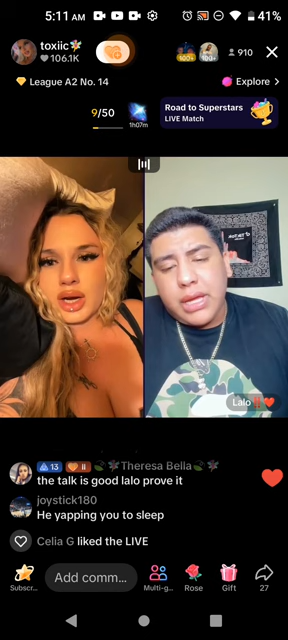 5:11 AM
41%
toxiic
106.1K
910
League A2 No. 14
Explore >
9/50
1h07m
Road to Superstars
LIVE Match
Lalo‼️❤️
13
II
Theresa Bella
the talk is good lalo prove it
joystick180
He yapping you to sleep
Celia G liked the LIVE
Subscr...
Add comm...
Multi-g...
Rose
Gift
27